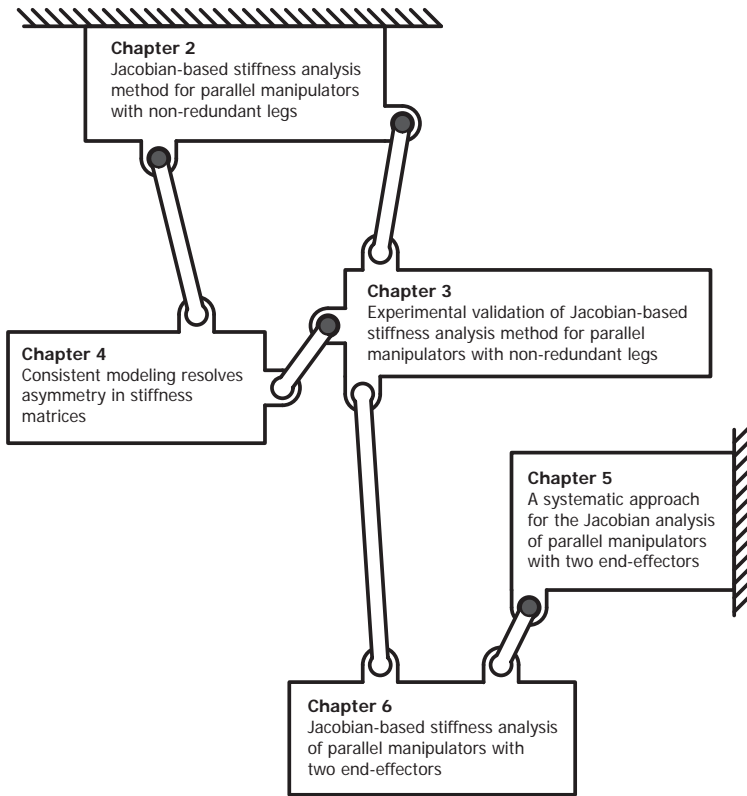 Chapter 2
Jacobian-based stiffness analysis
method for parallel manipulators
with non-redundant legs
Chapter 3
Experimental validation of Jacobian-based
stiffness analysis method for parallel
manipulators with non-redundant legs
Chapter 4
Consistent modeling resolves
asymmetry in stiffness
matrices
Chapter 5
A systematic approach
for the Jacobian analysis
of parallel manipulators
with two end-effectors
Chapter 6
Jacobian-based stiffness analysis
of parallel manipulators with
two end-effectors